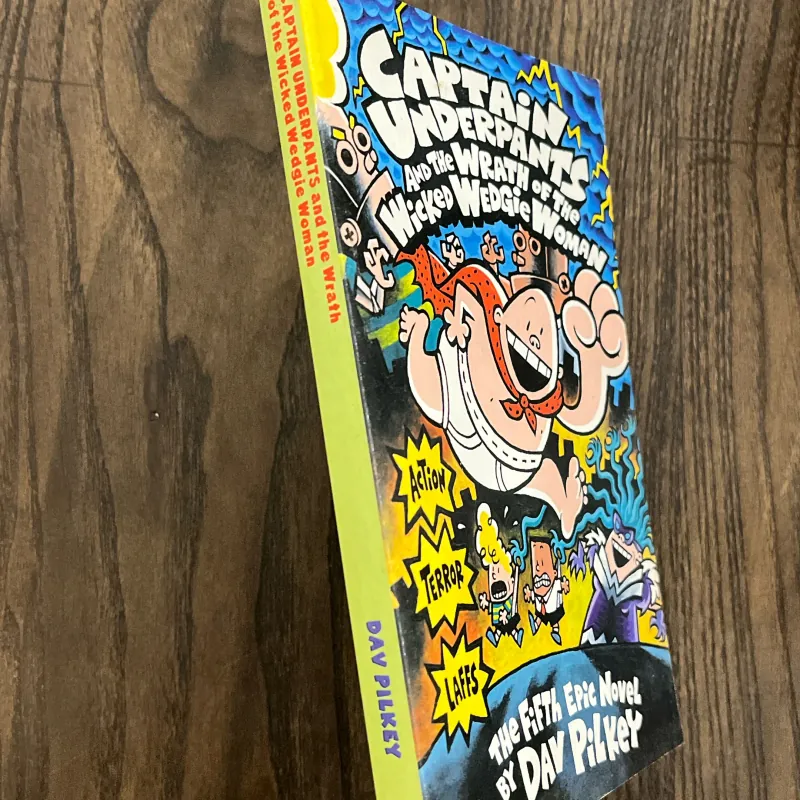 CAPTAIN UNDERPANTS and the Wrath
of the Wicked Wedgie Woman
DAV PILKEY
CAPTAIN
UNDERPANTS
AND THE WRATH OF THE
WICKED WEDGIE WOMAN
ACTION
TERROR
LAFFS
THE FIFTH EPIC NOVEL
BY DAV PILKEY